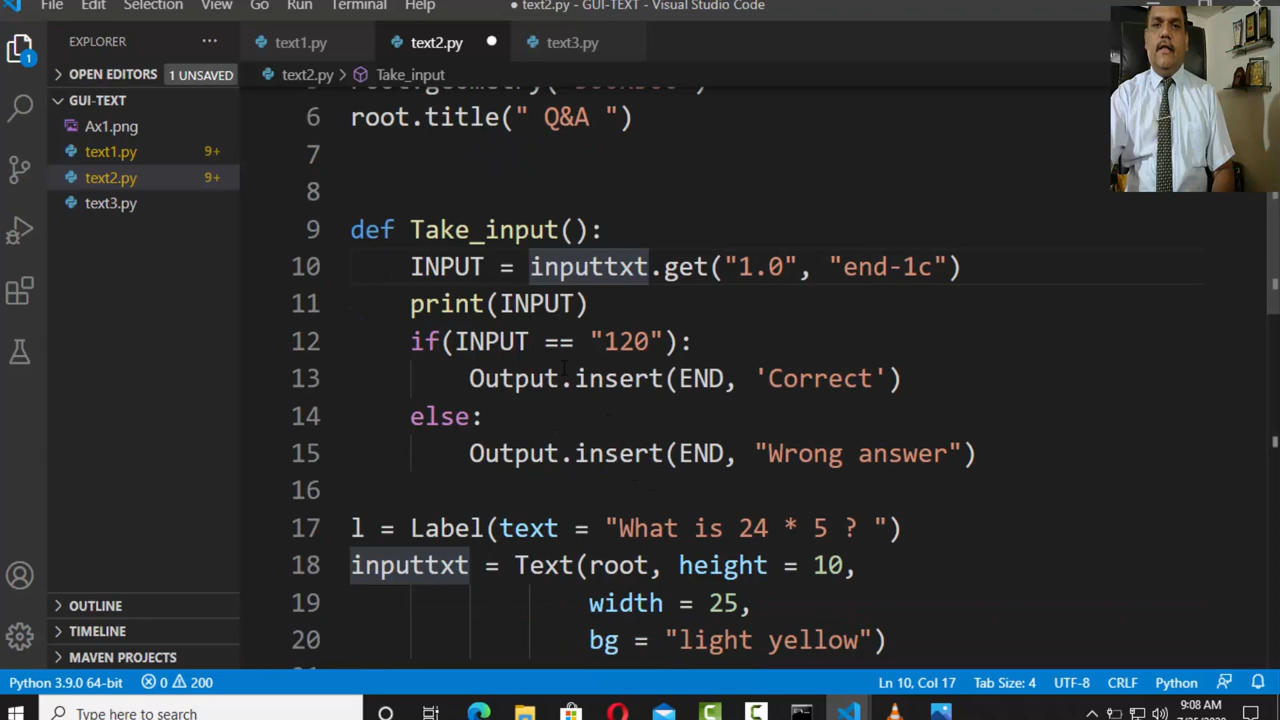 File Edit Selection View Go Run Terminal Help
● text2.py - GUI-TEXT - Visual Studio Code
EXPLORER
text1.py
text2.py
text3.py
OPEN EDITORS
1 UNSAVED
text2.py > Take_input
GUI-TEXT
Ax1.png
text1.py 9+
text2.py 9+
text3.py
1
6 root.title(" Q&A ")
7
8
9 def Take_input():
10 INPUT = inputtxt.get("1.0", "end-1c")
11 print(INPUT)
12 if(INPUT == "120"):
13 Output.insert(END, 'Correct')
14 else:
15 Output.insert(END, "Wrong answer")
16
17 l = Label(text = "What is 24 * 5 ? ")
18 inputtxt = Text(root, height = 10,
19 width = 25,
20 bg = "light yellow")
OUTLINE
TIMELINE
MAVEN PROJECTS
Python 3.9.0 64-bit 0 200 Ln 10, Col 17 Tab Size: 4 UTF-8 CRLF Python
Type here to search
9:08 AM